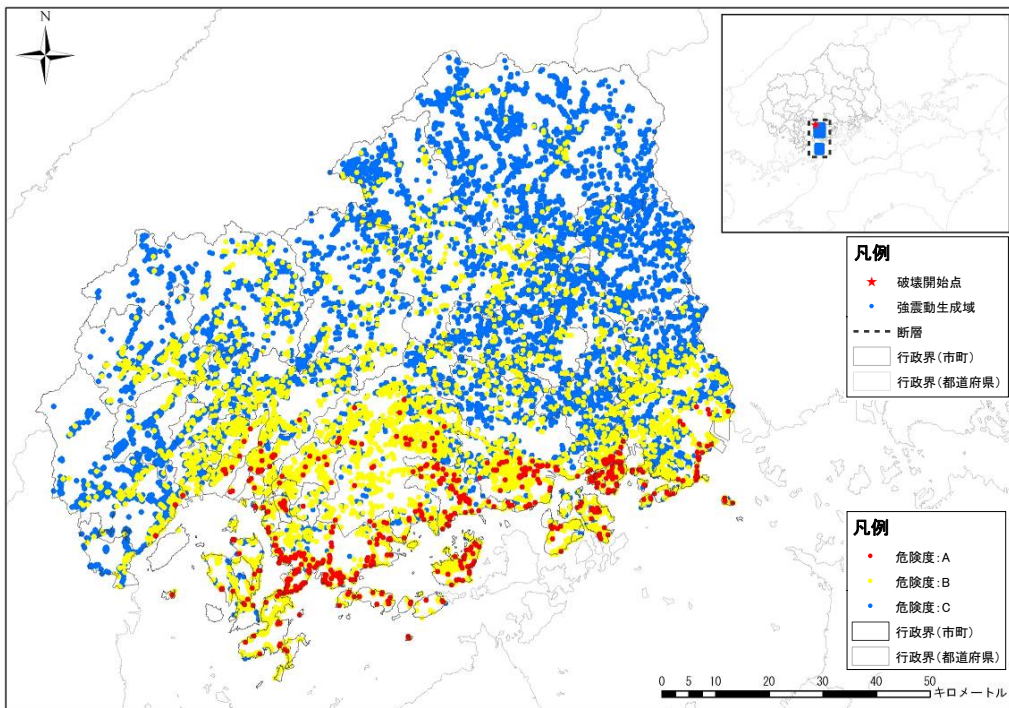 N
凡例
破壊開始点
強震動生成域
断層
行政界(市町)
行政界(都道府県)
凡例
危険度:A
危険度:B
危険度:C
行政界(市町)
行政界(都道府県)
0 5 10 20 30 40 50
キロメートル